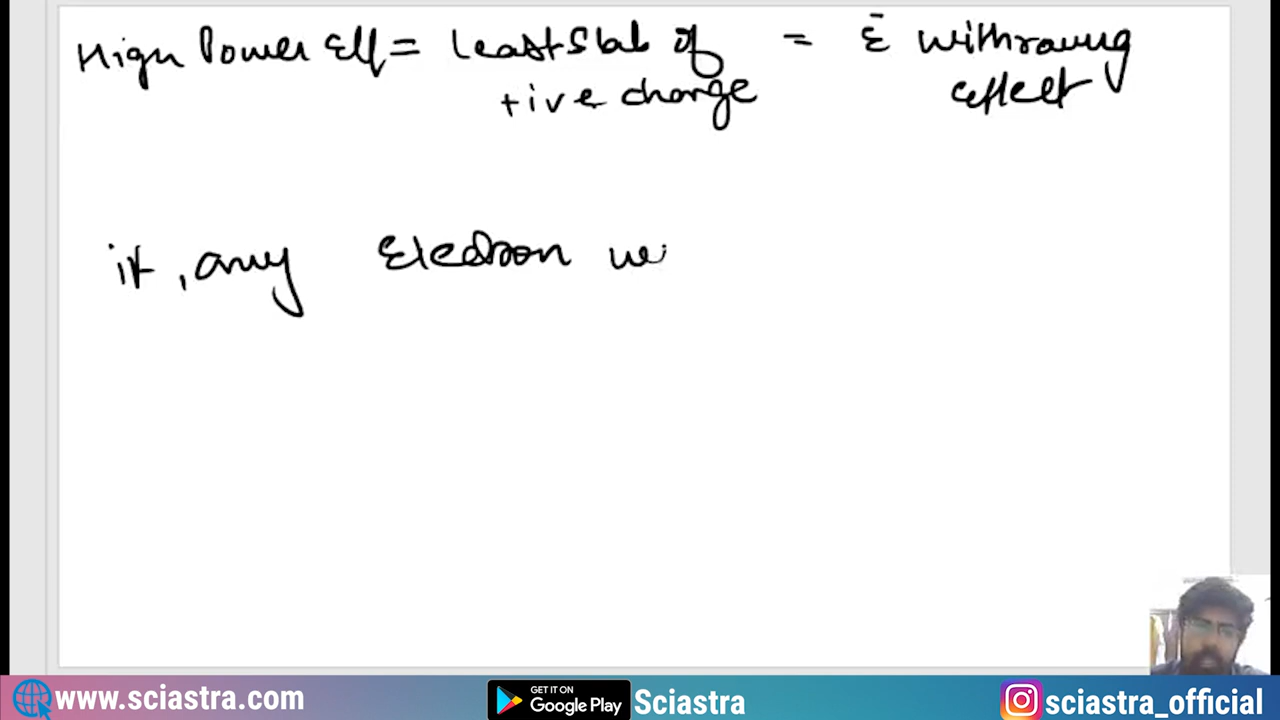 High Power Eff = Least Stab of = Ē withrawing
+ive charge effect
if, any Electron we
www.sciastra.com
GET IT ON
Google Play
Sciastra
sciastra_official